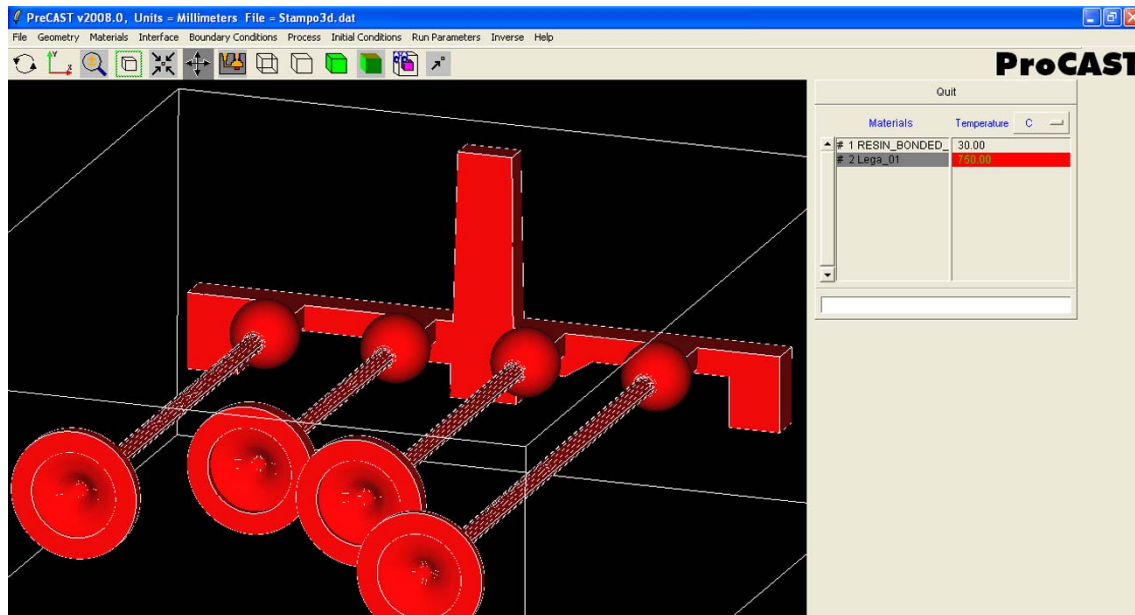 PreCAST v2008.0, Units = Millimeters File = Stampo3d.dat
File Geometry Materials Interface Boundary Conditions Process Initial Conditions Run Parameters Inverse Help
ProCAST
Quit
Materials Temperature C
# 1 RESIN_BONDED_ 30.00
# 2 Lega_01 750.00